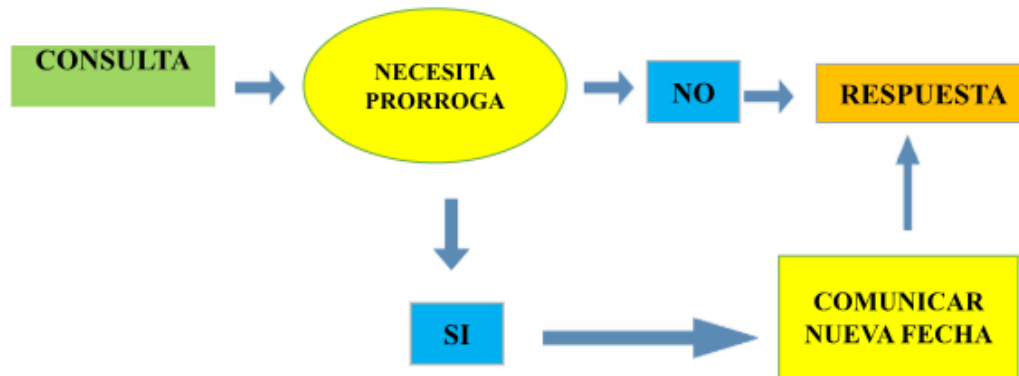 CONSULTA
NECESITA
PRORROGA
NO
RESPUESTA
SI
COMUNICAR
NUEVA FECHA